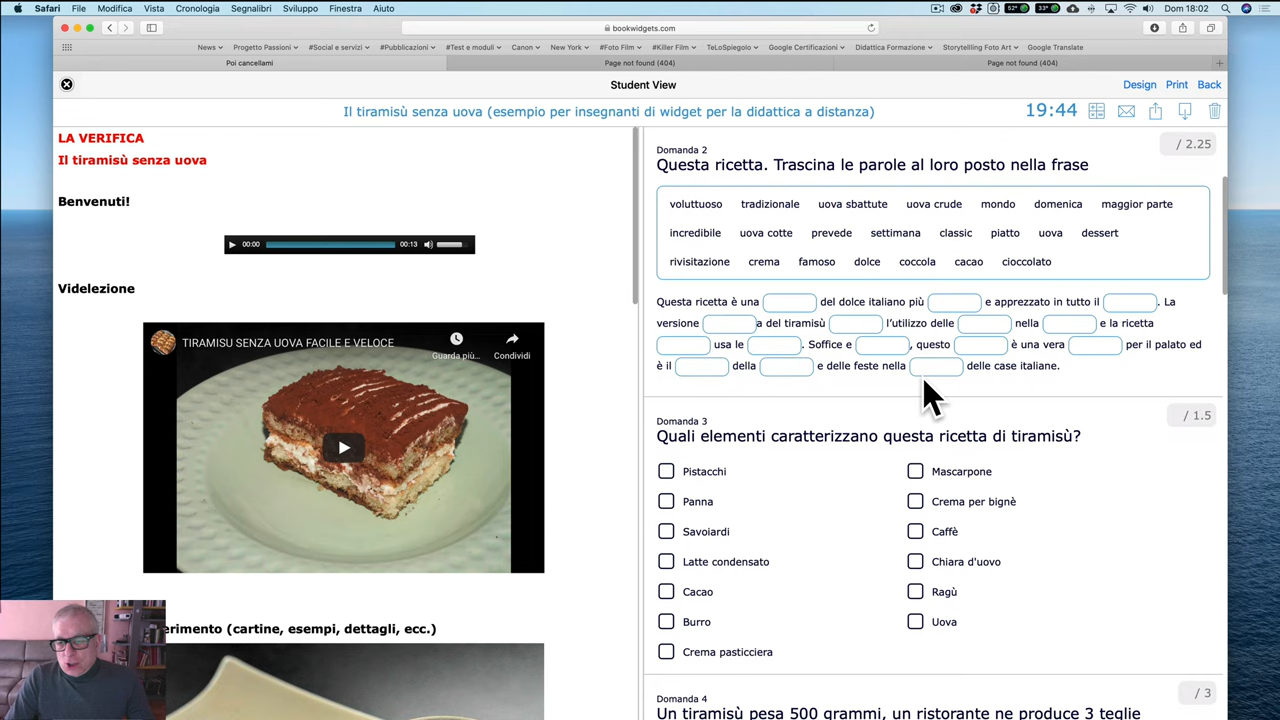 Safari File Modifica Vista Cronologia Segnalibri Sviluppo Finestra Aiuto
52° 33° Dom 18:02
bookwidgets.com
News Progetto Passioni #Social e servizi #Pubblicazioni #Test e moduli Canon New York #Foto Film #Killer Film TeLoSpiegolo Google Certificazioni Didattica Formazione Storytelling Foto Art Google Translate
Poi cancellami Page not found (404) Page not found (404)
Student View
Design Print Back
Il tiramisù senza uova (esempio per insegnanti di widget per la didattica a distanza)
19:44
LA VERIFICA
Il tiramisù senza uova
Benvenuti!
00:00 00:13
Videlezione
TIRAMISU SENZA UOVA FACILE E VELOCE
Guarda più...
Condividi
erimento (cartine, esempi, dettagli, ecc.)
Domanda 2
/ 2.25
Questa ricetta. Trascina le parole al loro posto nella frase
voluttuoso tradizionale uova sbattute uova crude mondo domenica maggior parte
incredibile uova cotte prevede settimana classic piatto uova dessert
rivisitazione crema famoso dolce coccola cacao cioccolato
Questa ricetta è una del dolce italiano più e apprezzato in tutto il . La
versione a del tiramisù l'utilizzo delle nella e la ricetta
usa le . Soffice e , questo è una vera per il palato ed
è il della e delle feste nella delle case italiane.
Domanda 3
/ 1.5
Quali elementi caratterizzano questa ricetta di tiramisù?
Pistacchi Mascarpone
Panna Crema per bignè
Savoiardi Caffè
Latte condensato Chiara d'uovo
Cacao Ragù
Burro Uova
Crema pasticciera
Domanda 4
/ 3
Un tiramisù pesa 500 grammi, un ristorante ne produce 3 teglie